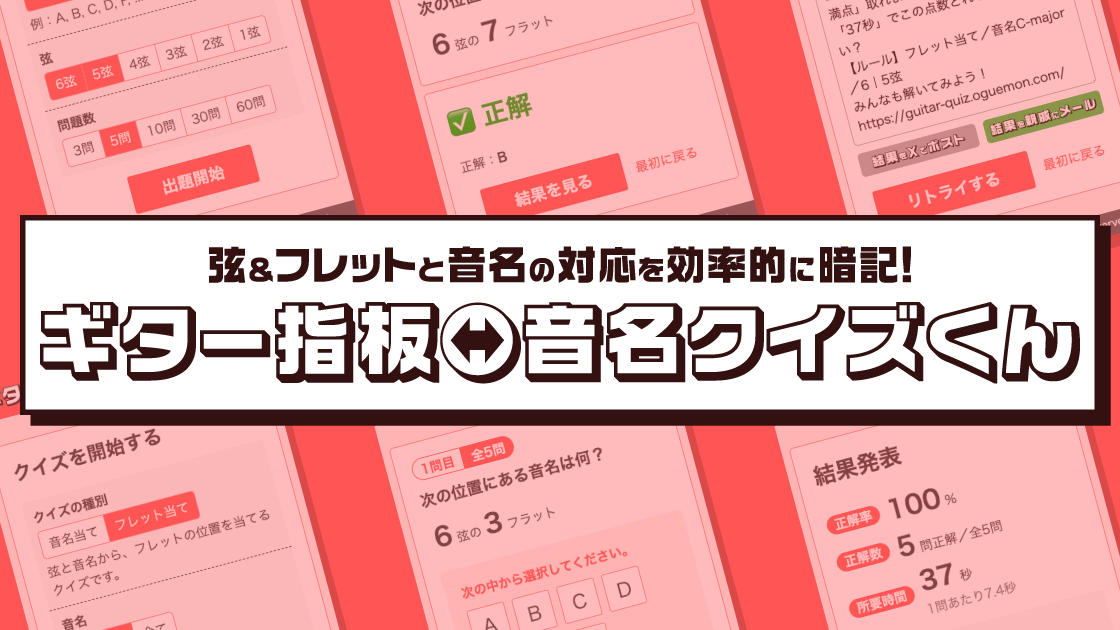 例：A, B, C, D, F,
弦
6弦 5弦 4弦 3弦 2弦 1弦
問題数
3問 5問 10問 30問 60問
出題開始
次の位置
6 弦の 7 フラット
✅ 正解
正解：B
結果を見る 最初に戻る
満点」
「37秒」でこの点数
い？
【ルール】フレット当て／音名C-major
／6｜5弦
みんなも解いてみよう！
https://guitar-quiz.oguemon.com/
結果をXでポスト 結果を親戚にメール
リトライする 最初に戻る
弦&フレットと音名の対応を効率的に暗記!
ギター指板↔音名クイズくん
クイズを開始する
クイズの種別
音名当て フレット当て
弦と音名から、フレットの位置を当てる
クイズです。
音名
全て
1問目 全5問
次の位置にある音名は何？
6 弦の 3 フラット
次の中から選択してください。
A B C D
結果発表
正解率 100 %
正解数 5 問正解／全5問
所要時間 37 秒
1問あたり7.4秒